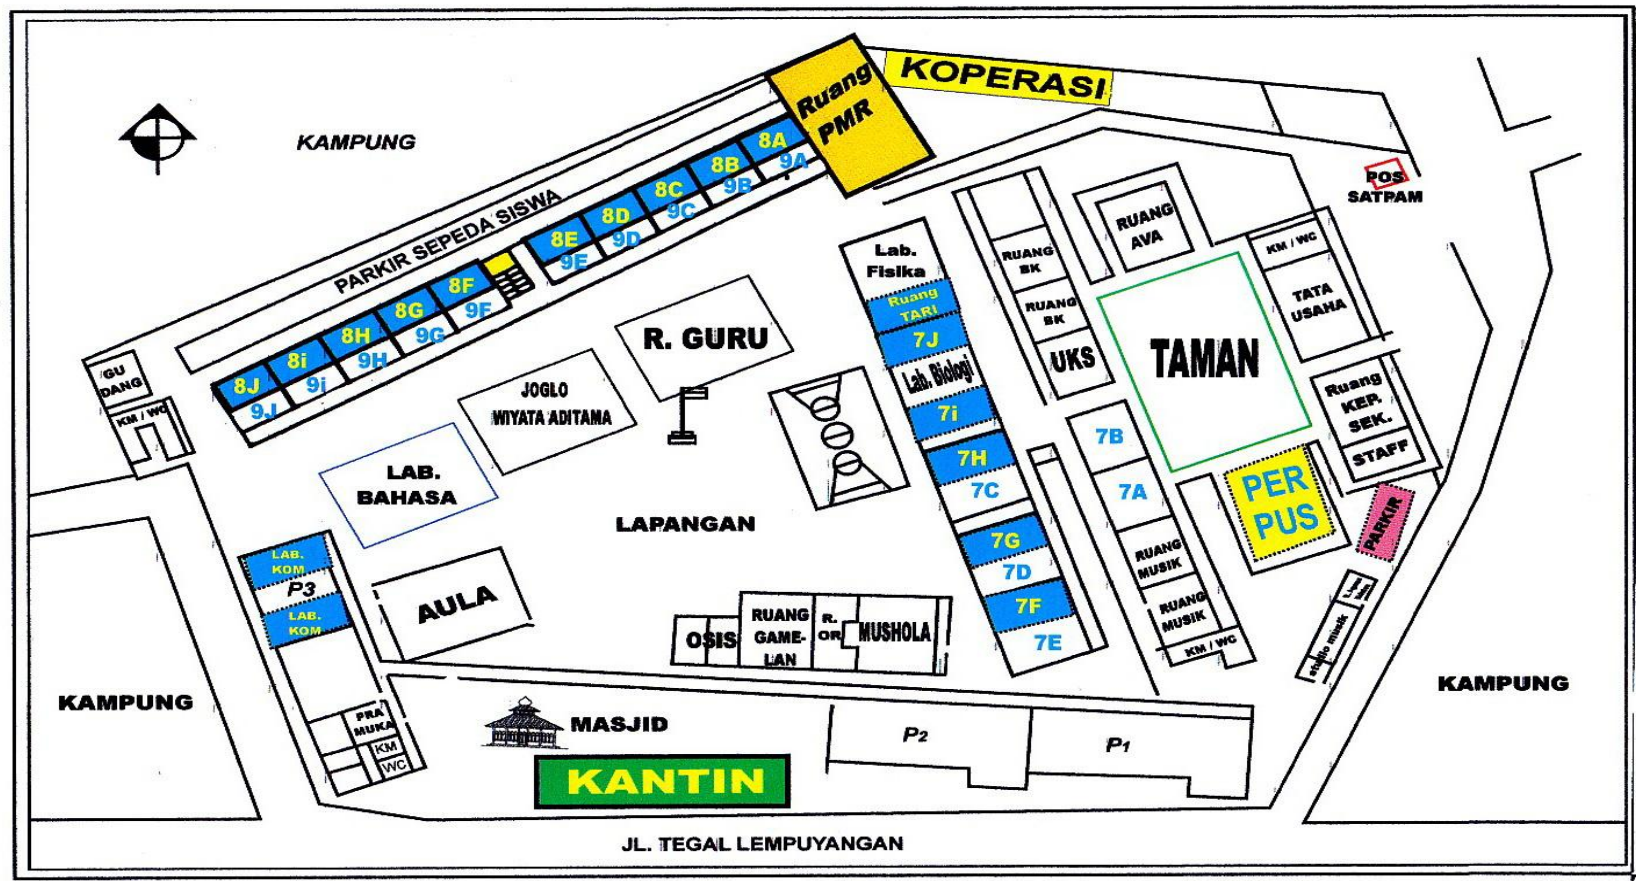 KOPERASI
Ruang
PMR
KAMPUNG
POS
SATPAM
PARKIR SEPEDA SISWA
8A
9A
8B
9B
8C
9C
8D
9D
8E
9E
8F
9F
8G
9G
8H
9H
8i
9i
8J
9J
GU
DANG
KM / WC
R. GURU
JOGLO
WIYATA ADITAMA
LAB.
BAHASA
LAPANGAN
AULA
Lab.
Fisika
Ruang
TARI
7J
Lab. Biologi
7i
7H
7C
7G
7D
7F
7E
RUANG
BK
RUANG
BK
UKS
RUANG
AVA
TAMAN
KM / WC
TATA
USAHA
Ruang
KEP.
SEK.
STAFF
7B
7A
RUANG
MUSIK
RUANG
MUSIK
KM / WC
PER
PUS
PARKIR
studio musik
LAB.
KOM
P3
LAB.
KOM
PRA
MUKA
KM
WC
OSIS
RUANG
GAME-
LAN
R.
OR
MUSHOLA
KAMPUNG
KAMPUNG
MASJID
KANTIN
P2
P1
JL. TEGAL LEMPUYANGAN